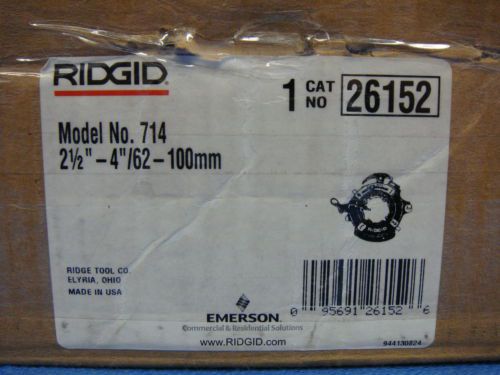 RIDGID
1 CAT NO 26152
Model No. 714
2½"-4"/62-100mm
RIDGID
RIDGE TOOL CO.
ELYRIA, OHIO
MADE IN USA
EMERSON
Commercial & Residential Solutions
www.RIDGID.com
0 95691 26152 6
944130824